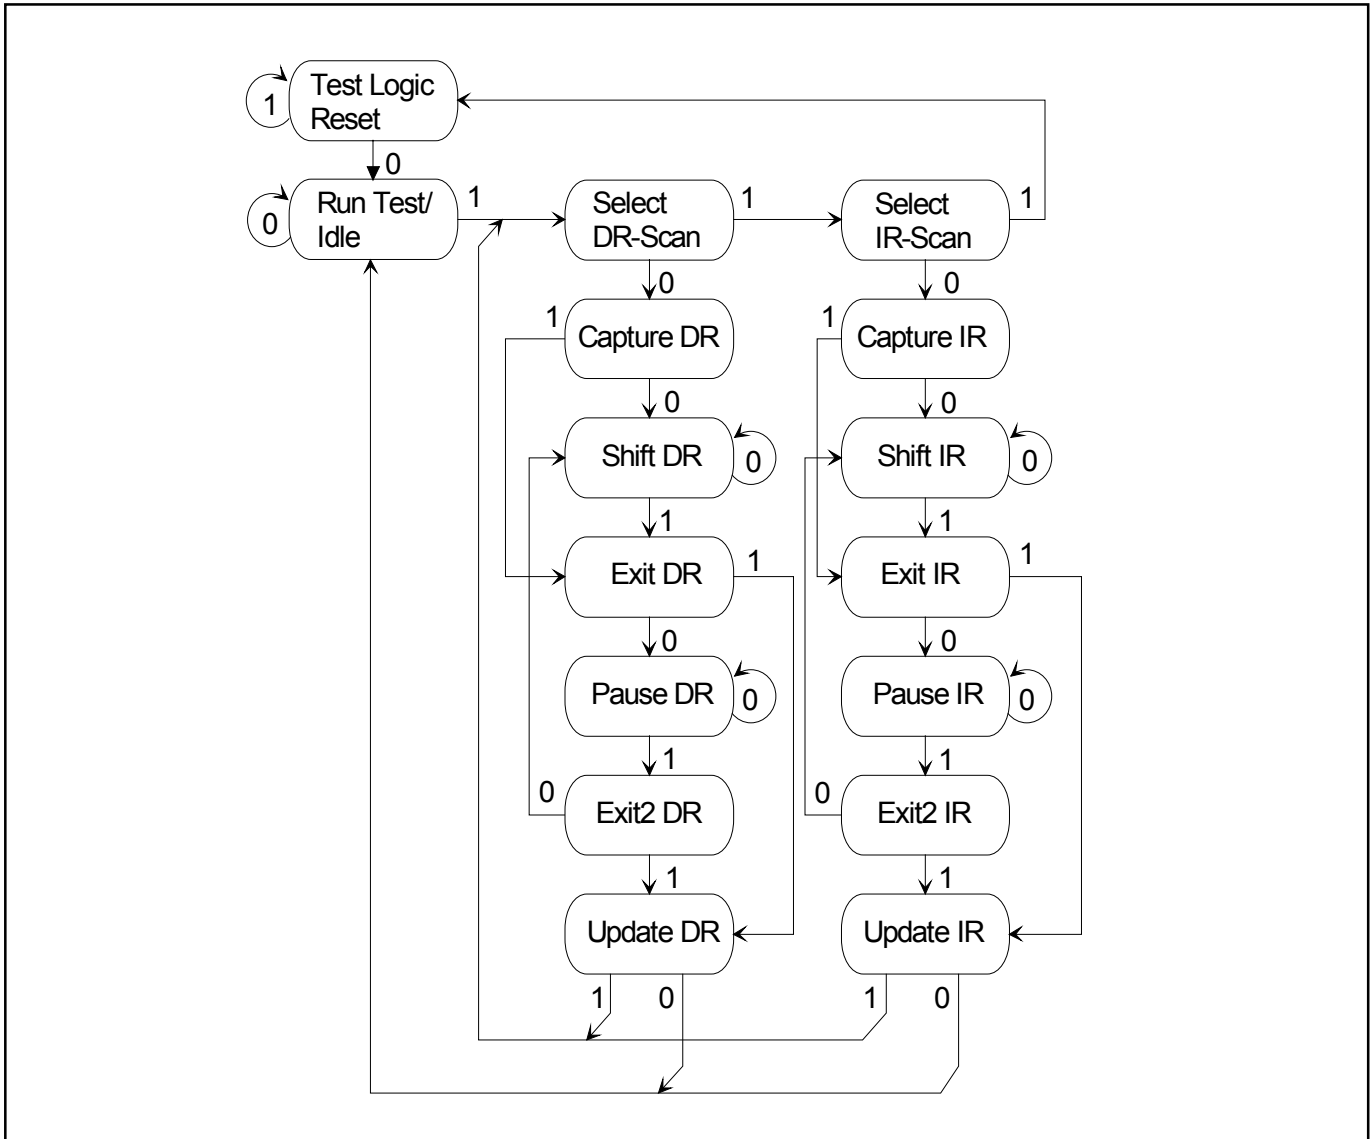 Test Logic
Reset
1
0
Run Test/
Idle
0
1
Select
DR-Scan
1
Select
IR-Scan
1
0
0
1
Capture DR
1
Capture IR
0
0
Shift DR
0
Shift IR
0
1
1
Exit DR
1
Exit IR
1
0
0
Pause DR
0
Pause IR
0
1
1
0
Exit2 DR
0
Exit2 IR
1
1
Update DR
Update IR
1
0
1
0